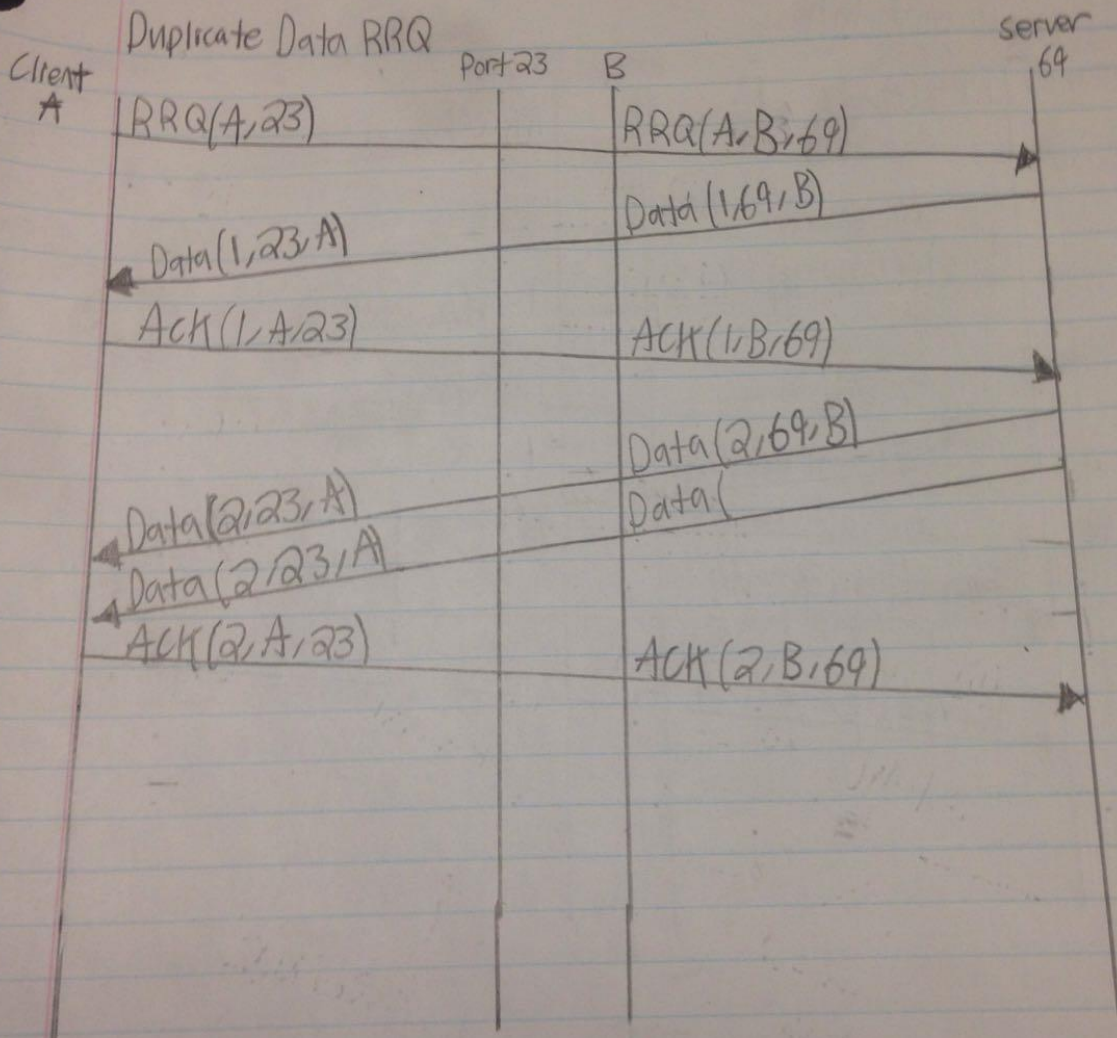 Duplicate Data RRQ
Client
A
Port 23
B
Server
69
RRQ(A,23)
RRQ(A,B,69)
Data(1,69,B)
Data(1,23,A)
ACK(1,A,23)
ACK(1,B,69)
Data(2,69,B)
Data(2,23,A)
Data(
Data(2,23,A)
ACK(2,A,23)
ACK(2,B,69)